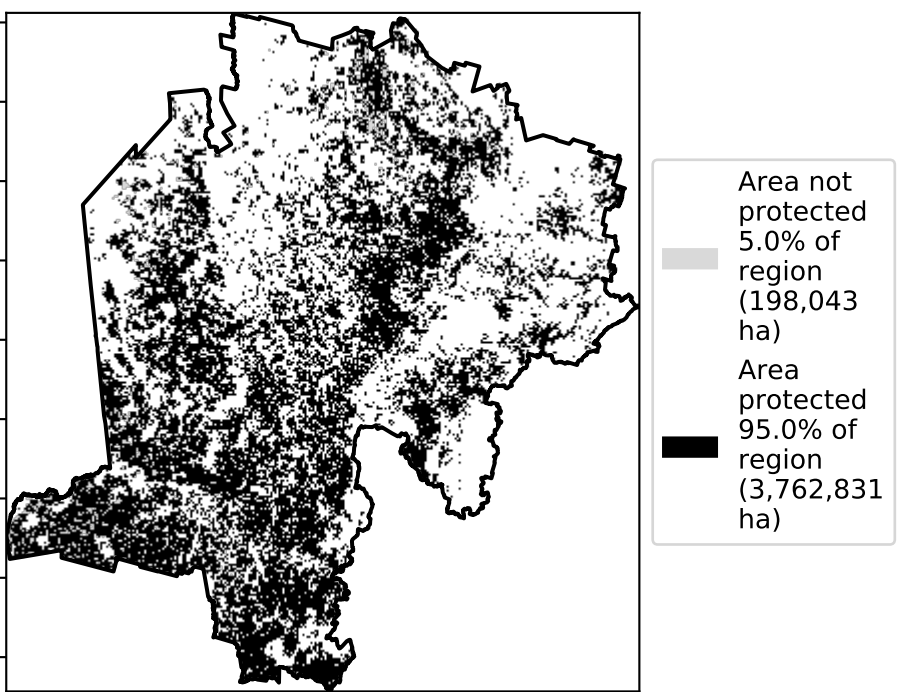 Area not
protected
5.0% of
region
(198,043
ha)
Area
protected
95.0% of
region
(3,762,831
ha)